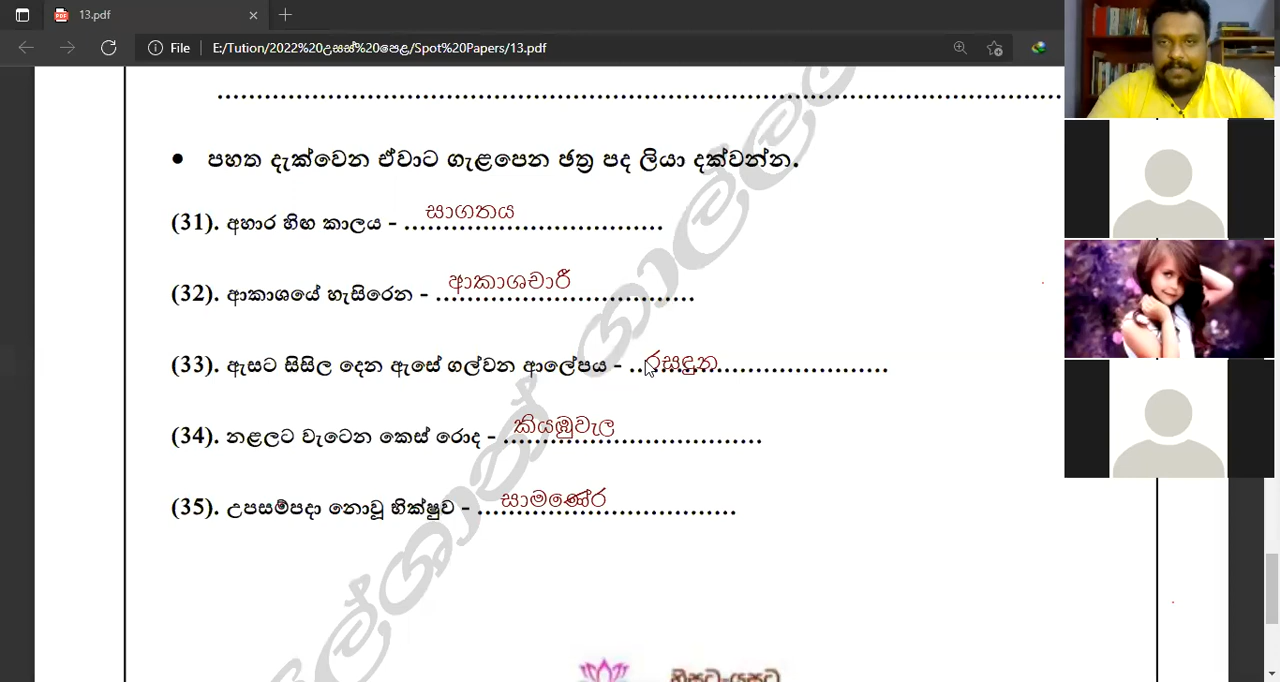 13.pdf
File E:/Tution/2022%20උසස්%20පෙළ/Spot%20Papers/13.pdf
• පහත දැක්වෙන ඒවාට ගැළපෙන ඡත්‍ර පද ලියා දක්වන්න.
(31). අහාර හිඟ කාලය - සාගතය
(32). ආකාශයේ හැසිරෙන - ආකාශචාරී
(33). ඇසට සිසිල දෙන ඇසේ ගල්වන ආලේපය - රසඳුන
(34). නළලට වැටෙන කෙස් රොද - කියඹුවැල
(35). උපසම්පදා නොවූ භික්ෂුව - සාමණේර